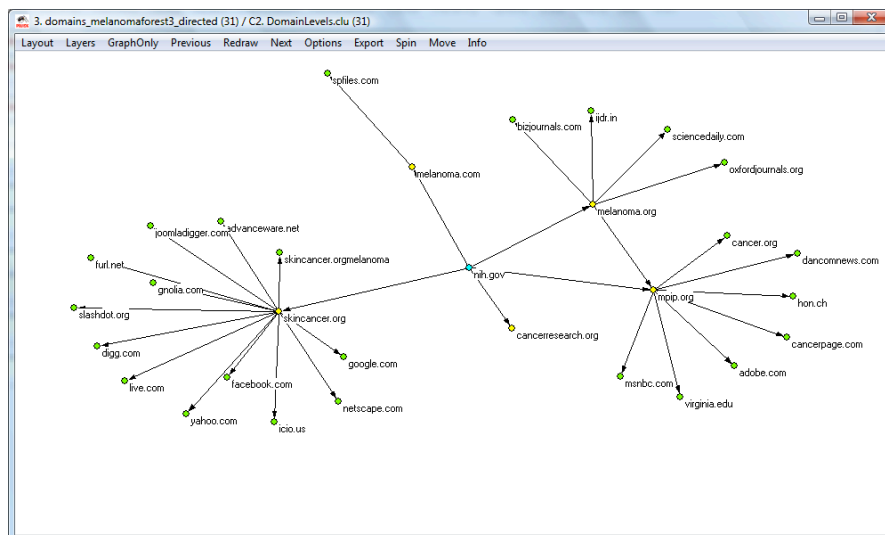 3. domains_melanomaforest3_directed (31) / C2. DomainLevels.clu (31)
Layout Layers GraphOnly Previous Redraw Next Options Export Spin Move Info
spfiles.com
bizjournals.com
ijdr.in
sciencedaily.com
oxfordjournals.org
melanoma.com
melanoma.org
advanceware.net
joomladigger.com
cancer.org
dancomnews.com
skincancer.orgmelanoma
furl.net
nih.gov
gnolia.com
mpip.org
hon.ch
slashdot.org
skincancer.org
cancerresearch.org
cancerpage.com
digg.com
google.com
adobe.com
live.com
facebook.com
msnbc.com
netscape.com
virginia.edu
yahoo.com
icio.us